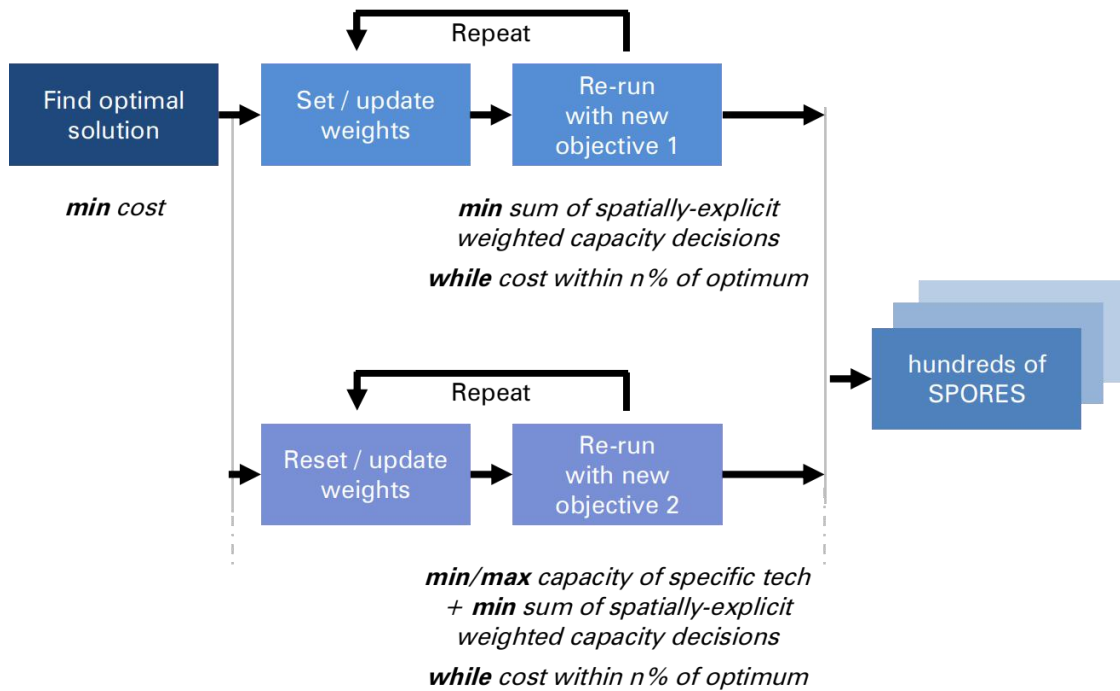 Repeat
Find optimal
solution
Set / update
weights
Re-run
with new
objective 1
min cost
min sum of spatially-explicit
weighted capacity decisions
while cost within n% of optimum
hundreds of
SPORES
Repeat
Reset / update
weights
Re-run
with new
objective 2
min/max capacity of specific tech
+ min sum of spatially-explicit
weighted capacity decisions
while cost within n% of optimum